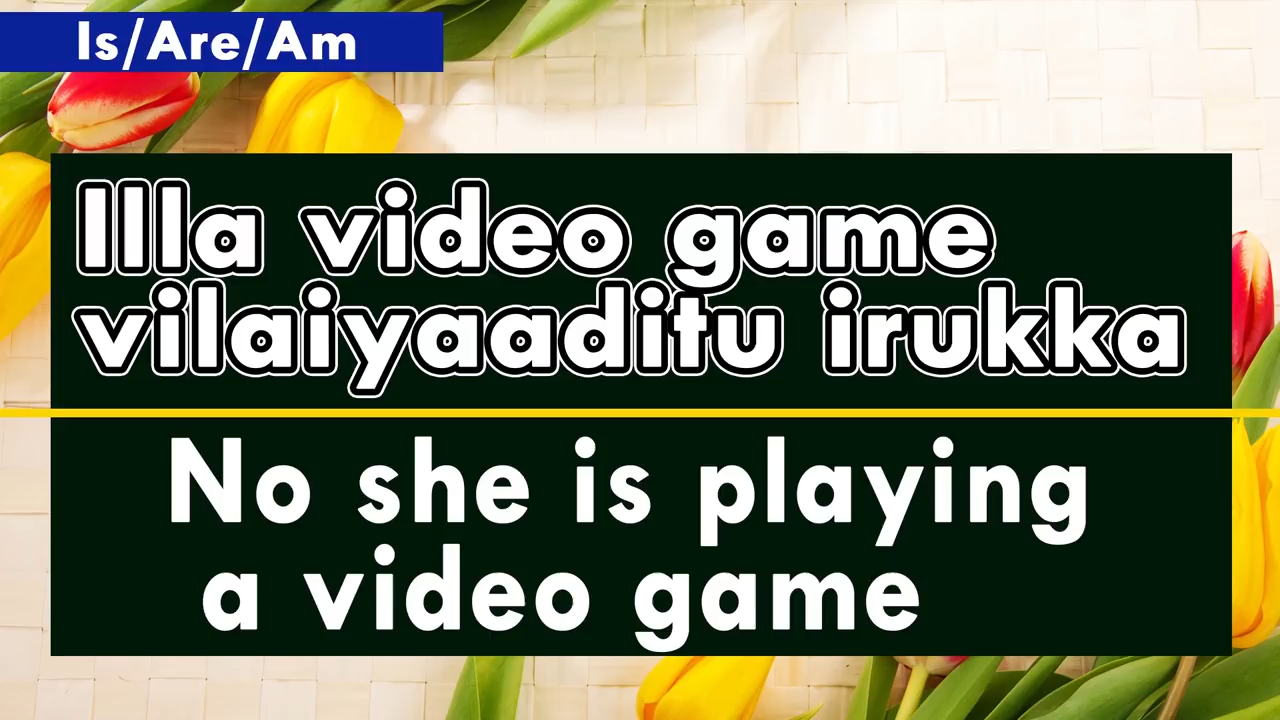 Is/Are/Am
Illa video game
vilaiyaaditu irukka
No she is playing
a video game